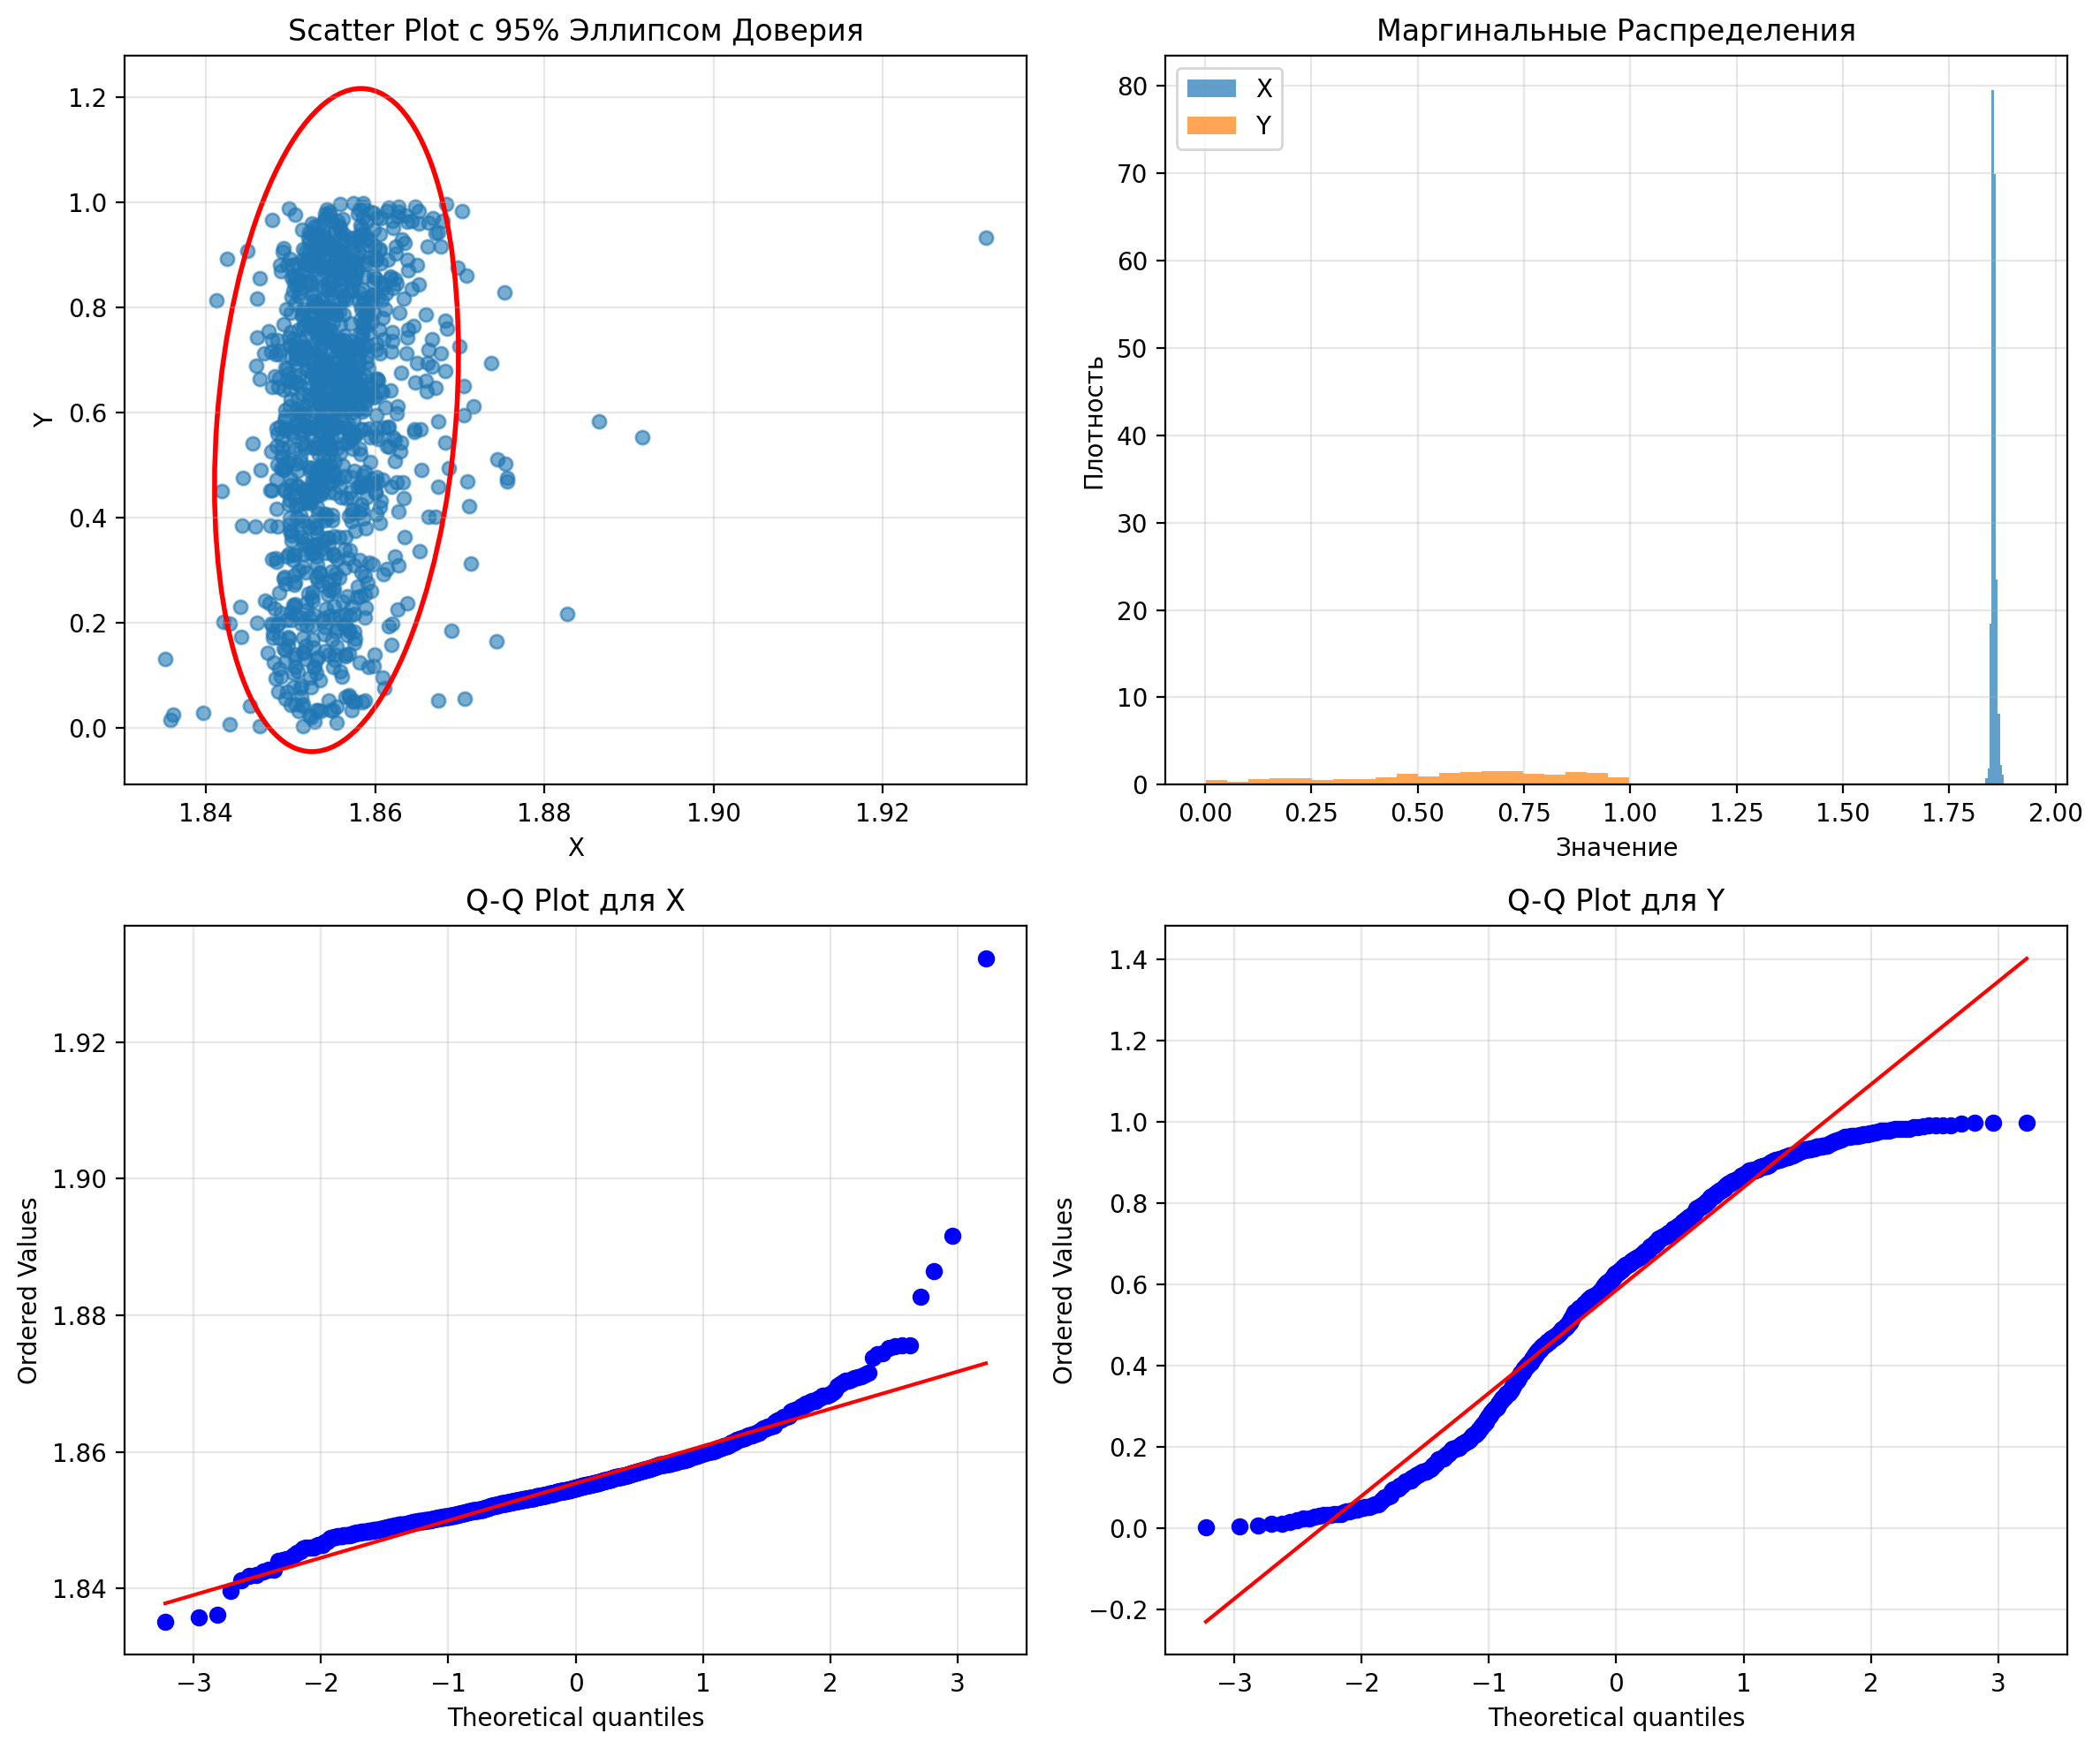 Scatter Plot с 95% Эллипсом Доверия
Y
1.2
1.0
0.8
0.6
0.4
0.2
0.0
1.84 1.86 1.88 1.90 1.92
X
Маргинальные Распределения
X
Y
Плотность
80
70
60
50
40
30
20
10
0
0.00 0.25 0.50 0.75 1.00 1.25 1.50 1.75 2.00
Значение
Q-Q Plot для X
Ordered Values
1.92
1.90
1.88
1.86
1.84
−3 −2 −1 0 1 2 3
Theoretical quantiles
Q-Q Plot для Y
Ordered Values
1.4
1.2
1.0
0.8
0.6
0.4
0.2
0.0
−0.2
−3 −2 −1 0 1 2 3
Theoretical quantiles